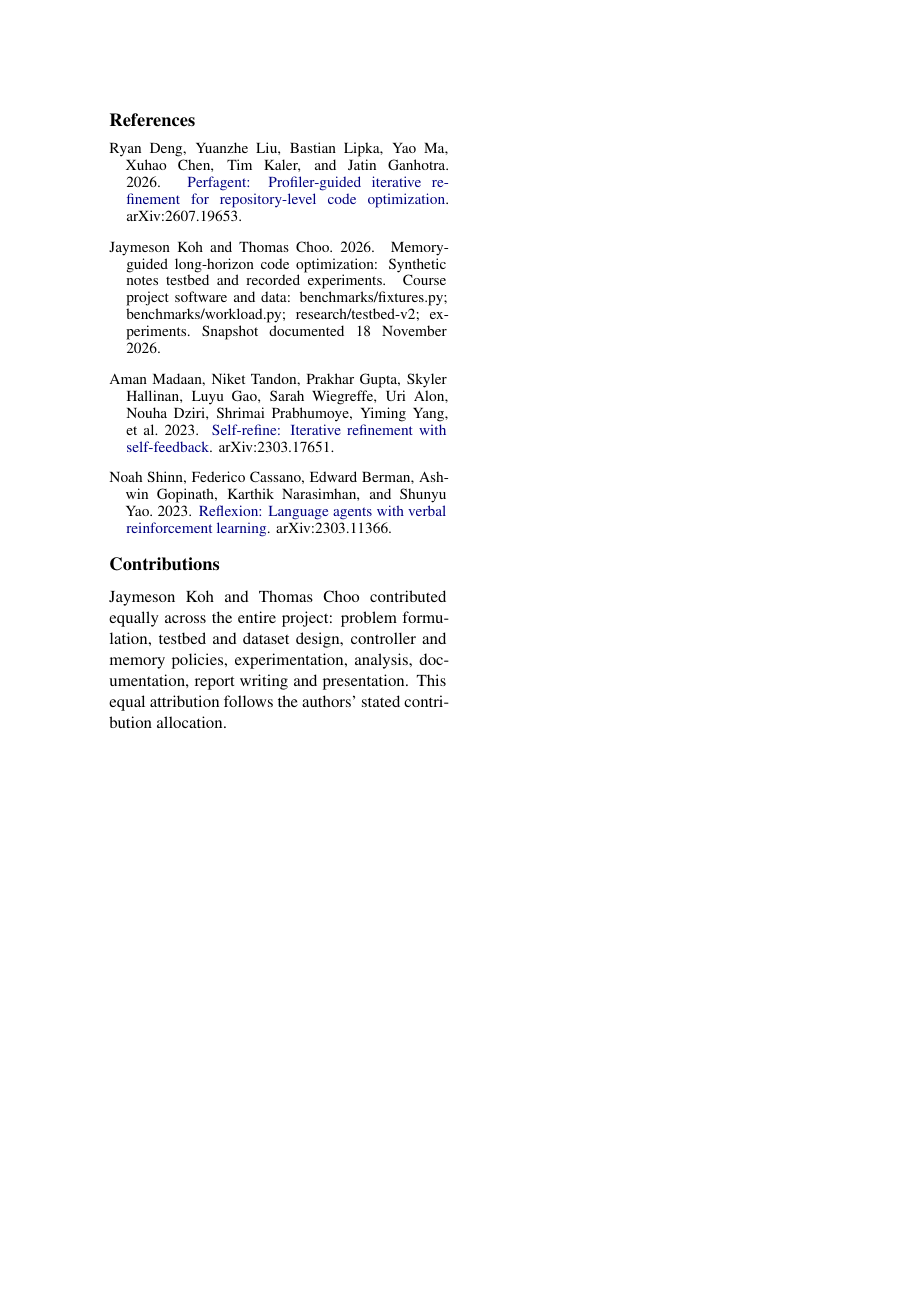 References
Ryan Deng, Yuanzhe Liu, Bastian Lipka, Yao Ma,
Xuhao Chen, Tim Kaler, and Jatin Ganhotra.
2026. Perfagent: Profiler-guided iterative re-
finement for repository-level code optimization.
arXiv:2607.19653.
Jaymeson Koh and Thomas Choo. 2026. Memory-
guided long-horizon code optimization: Synthetic
notes testbed and recorded experiments. Course
project software and data: benchmarks/fixtures.py;
benchmarks/workload.py; research/testbed-v2; ex-
periments. Snapshot documented 18 November
2026.
Aman Madaan, Niket Tandon, Prakhar Gupta, Skyler
Hallinan, Luyu Gao, Sarah Wiegreffe, Uri Alon,
Nouha Dziri, Shrimai Prabhumoye, Yiming Yang,
et al. 2023. Self-refine: Iterative refinement with
self-feedback. arXiv:2303.17651.
Noah Shinn, Federico Cassano, Edward Berman, Ash-
win Gopinath, Karthik Narasimhan, and Shunyu
Yao. 2023. Reflexion: Language agents with verbal
reinforcement learning. arXiv:2303.11366.
Contributions
Jaymeson Koh and Thomas Choo contributed
equally across the entire project: problem formu-
lation, testbed and dataset design, controller and
memory policies, experimentation, analysis, doc-
umentation, report writing and presentation. This
equal attribution follows the authors’ stated contri-
bution allocation.